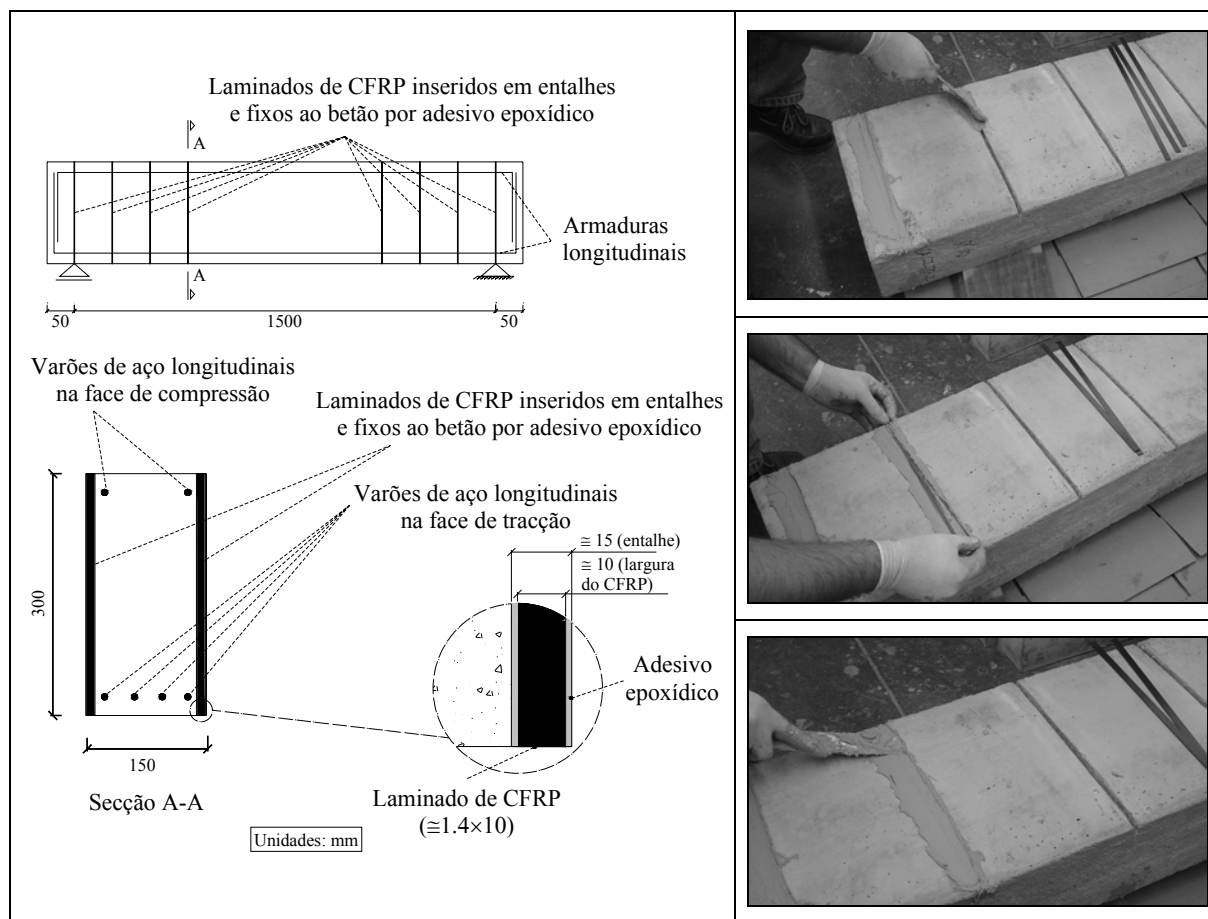 Laminados de CFRP inseridos em entalhes
e fixos ao betão por adesivo epoxídico
A
Armaduras
longitudinais
A
50
1500
50
Varões de aço longitudinais
na face de compressão
Laminados de CFRP inseridos em entalhes
e fixos ao betão por adesivo epoxídico
Varões de aço longitudinais
na face de tracção
≅ 15 (entalhe)
≅ 10 (largura
do CFRP)
300
Adesivo
epoxídico
150
Secção A-A
Laminado de CFRP
(≅1.4×10)
Unidades: mm